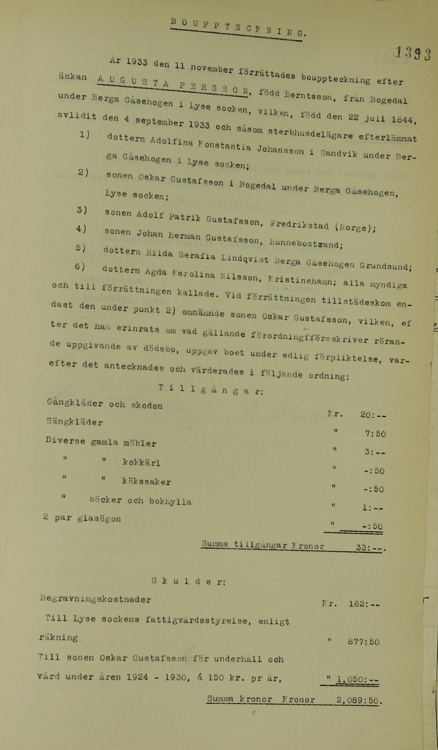 BOUPPTECKNING.
1393
År 1933 den 11 november förrättades bouppteckning efter
änkan AUGUSTA PERSSON, född Berntsson, från Bogedal
under Berga Gåsehogen i Lyse socken, vilken, född den 22 juli 1844,
avlidit den 4 september 1933 och såsom sterbhusdelägare efterlämnat
1) dottern Adolfina Konstantia Johansson i Sandvik under Ber-
ga Gåsehogen i Lyse socken;
2) sonen Oskar Gustafsson i Bogedal under Berga Gåsehogen,
Lyse socken;
3) sonen Adolf Patrik Gustafsson, Fredrikstad (Norge);
4) sonen Johan Herman Gustafsson, Hunnebostrand;
5) dottern Hilda Serafia Lindqvist Berga Gåsehogen Grundsund;
6) dottern Agda Karolina Nilsson, Kristinehamn; alla myndiga
och till förrättningen kallade. Vid förrättningen tillstädeskom en-
dast den under punkt 2) omnämnde sonen Oskar Gustafsson, vilken, ef
ter det han erinrats om vad gällande förordningfföreskriver röran-
de uppgivande av dödsbo, uppgav boet under edlig förpliktelse, var-
efter det antecknades och värderades i följande ordning:
Tillgångar:
Gångkläder och skodon Kr. 20:--
Sängkläder " 7:50
Diverse gamla möbler " 3:--
" " kokkärl " -:50
" " kökssaker " -:50
" böcker och bokhylla " 1:--
2 par glasögon " -:50
Summa tillgångar Kronor 33:--.
Skulder:
Begravningskostnader Kr. 162:--
Till Lyse sockens fattigvårdsstyrelse, enligt
räkning " 877:50
Till sonen Oskar Gustafsson för underhåll och
vård under åren 1924 - 1930, á 150 kr. pr år, " 1,050:--
Summa kronor Kronor 2,089:50.